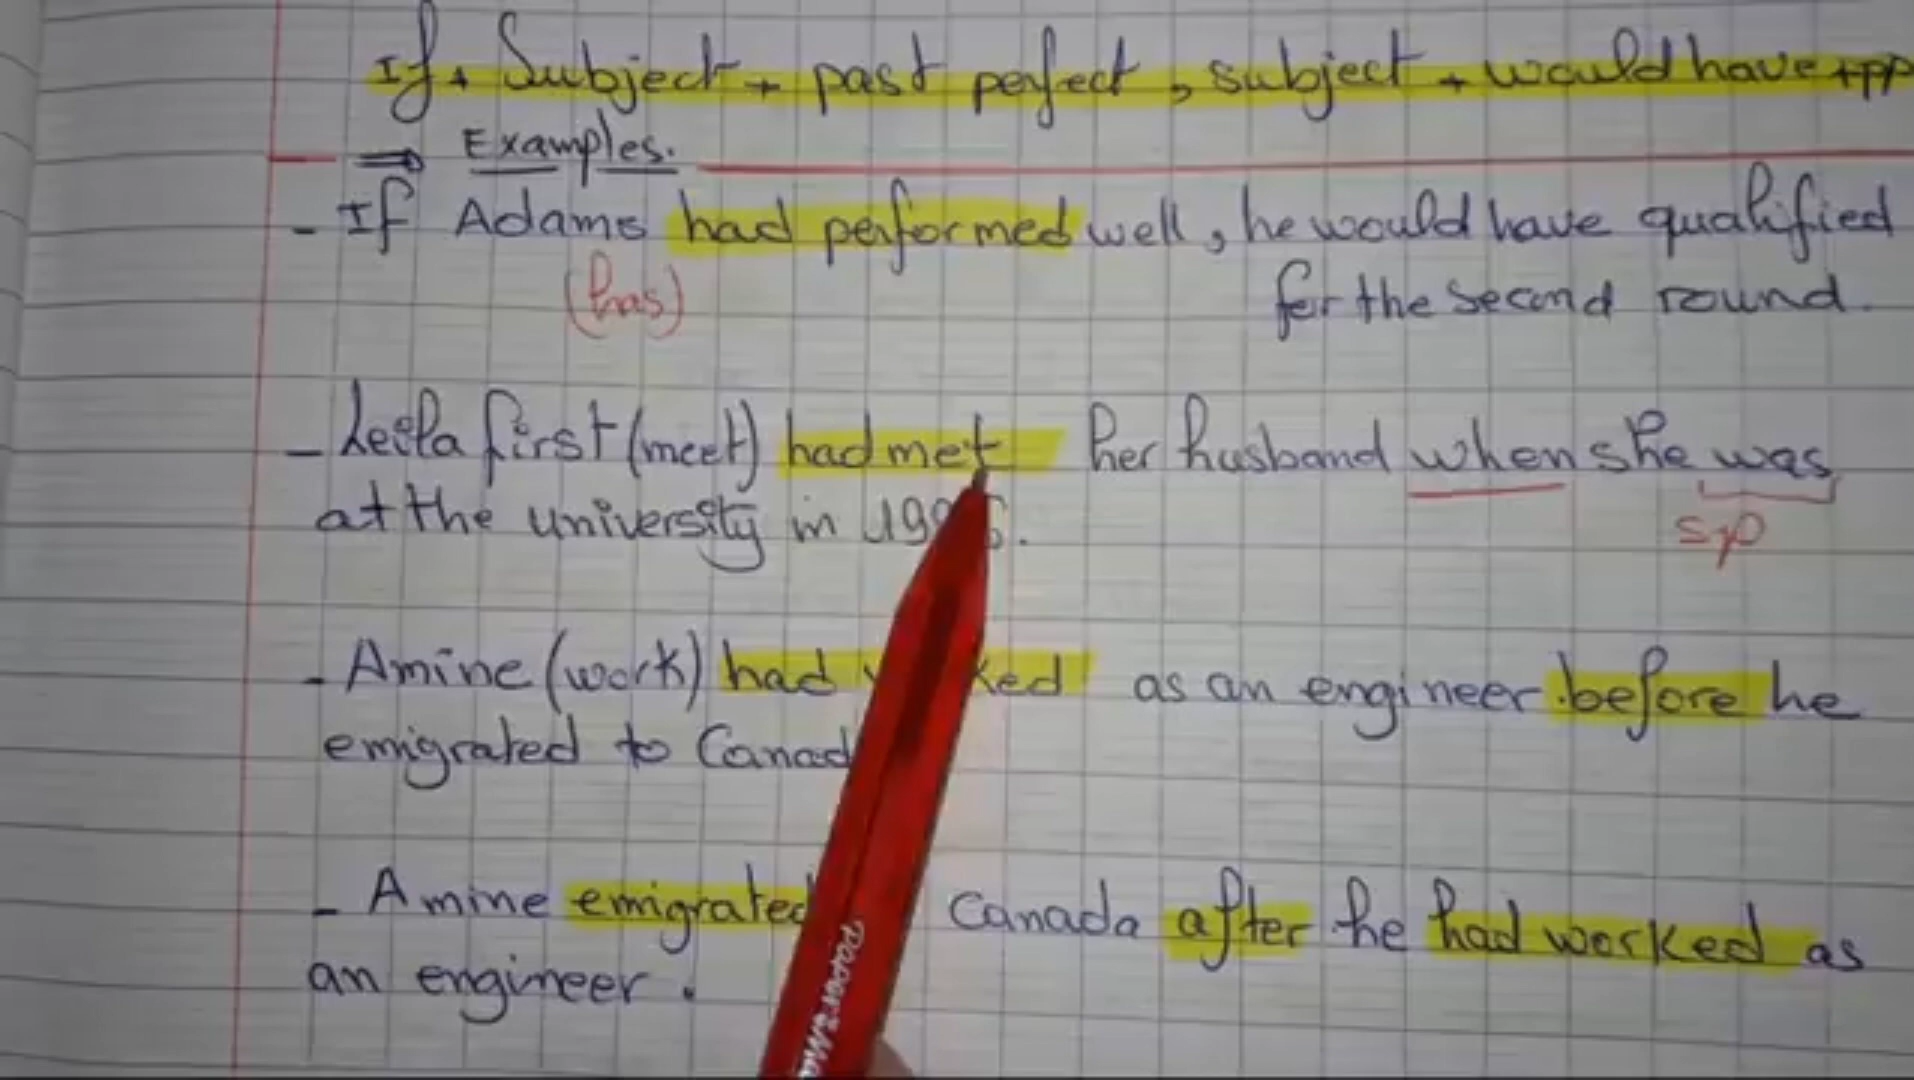 If + Subject + past perfect , subject + would have + pp
⇒ Examples.
- If Adams had performed well , he would have qualified
(has)
for the second round.
- Leila first (meet) had met her husband when she was
s,p
at the university in
- Amine (work) had as an engineer before he
emigrated to
- Amine emigrated Canada after he had worked as
an engineer .
Paper:Mate